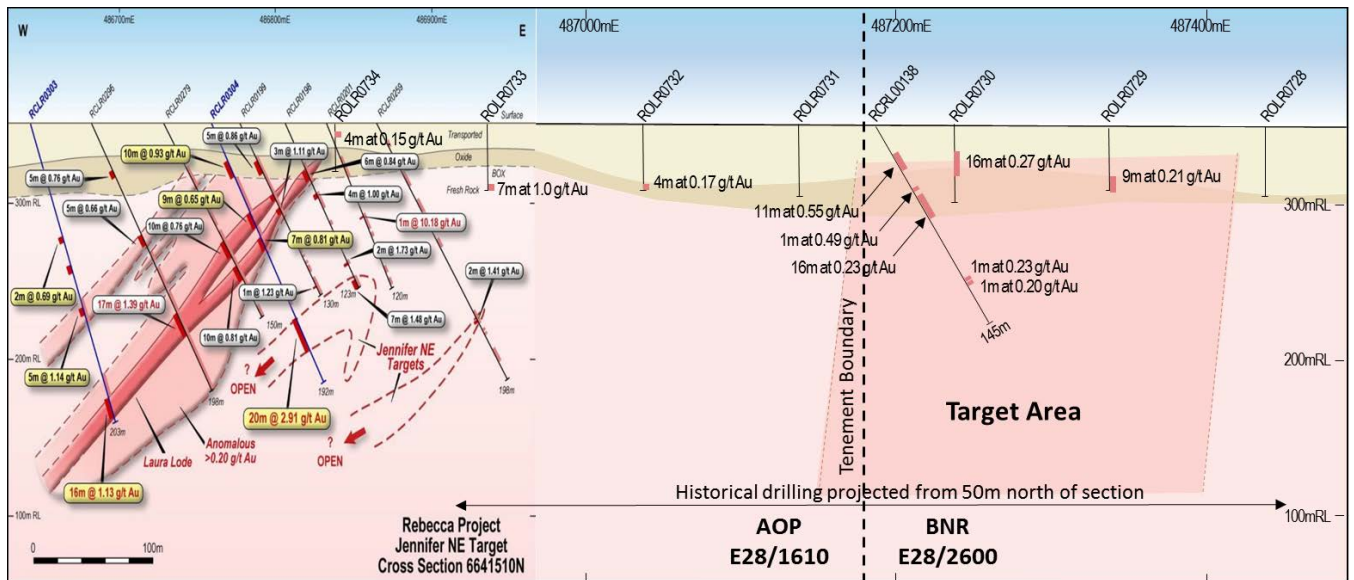 486700mE
486800mE
486900mE
487000mE
487200mE
487400mE
W
E
RCLR0303
RCLR0296
RCLR0279
RCLR0304
RCLR0199
RCLR0198
RCLR0201
ROLR0734
RCLR0259
ROLR0733
ROLR0732
ROLR0731
RCRL00138
ROLR0730
ROLR0729
ROLR0728
Surface
Transported
Oxide
BOX
Fresh Rock
5m @ 0.86 g/t Au
4m at 0.15 g/t Au
10m @ 0.93 g/t Au
3m @ 1.11 g/t Au
6m @ 0.84 g/t Au
5m @ 0.76 g/t Au
4m @ 1.00 g/t Au
7m at 1.0 g/t Au
4m at 0.17 g/t Au
16m at 0.27 g/t Au
9m at 0.21 g/t Au
300m RL
300mRL
9m @ 0.65 g/t Au
5m @ 0.66 g/t Au
11m at 0.55 g/t Au
10m @ 0.76 g/t Au
1m @ 10.18 g/t Au
7m @ 0.81 g/t Au
1m at 0.49 g/t Au
2m @ 1.73 g/t Au
16m at 0.23 g/t Au
2m @ 1.41 g/t Au
1m at 0.23 g/t Au
1m at 0.20 g/t Au
2m @ 0.69 g/t Au
17m @ 1.39 g/t Au
1m @ 1.23 g/t Au
130m
123m
120m
150m
7m @ 1.48 g/t Au
10m @ 0.81 g/t Au
145m
Jennifer NE
Targets
200m RL
200mRL
5m @ 1.14 g/t Au
?
OPEN
192m
198m
198m
20m @ 2.91 g/t Au
203m
Laura Lode
Anomalous
>0.20 g/t Au
?
OPEN
16m @ 1.13 g/t Au
Tenement Boundary
Target Area
Historical drilling projected from 50m north of section
100m RL
100mRL
Rebecca Project
Jennifer NE Target
Cross Section 6641510N
0
100m
AOP
E28/1610
BNR
E28/2600